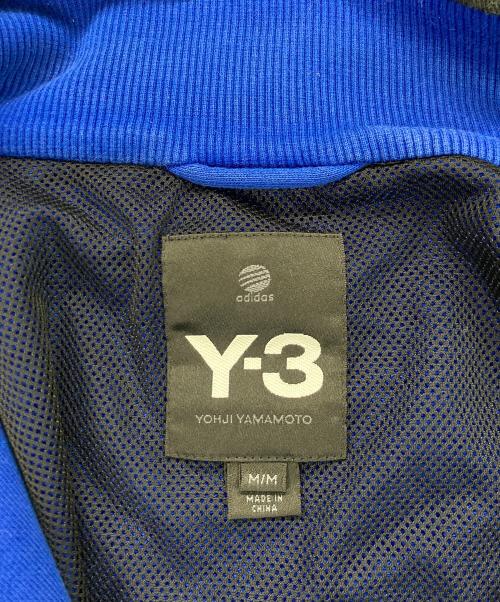 adidas
Y-3
YOHJI YAMAMOTO
M/M
MADE IN
CHINA